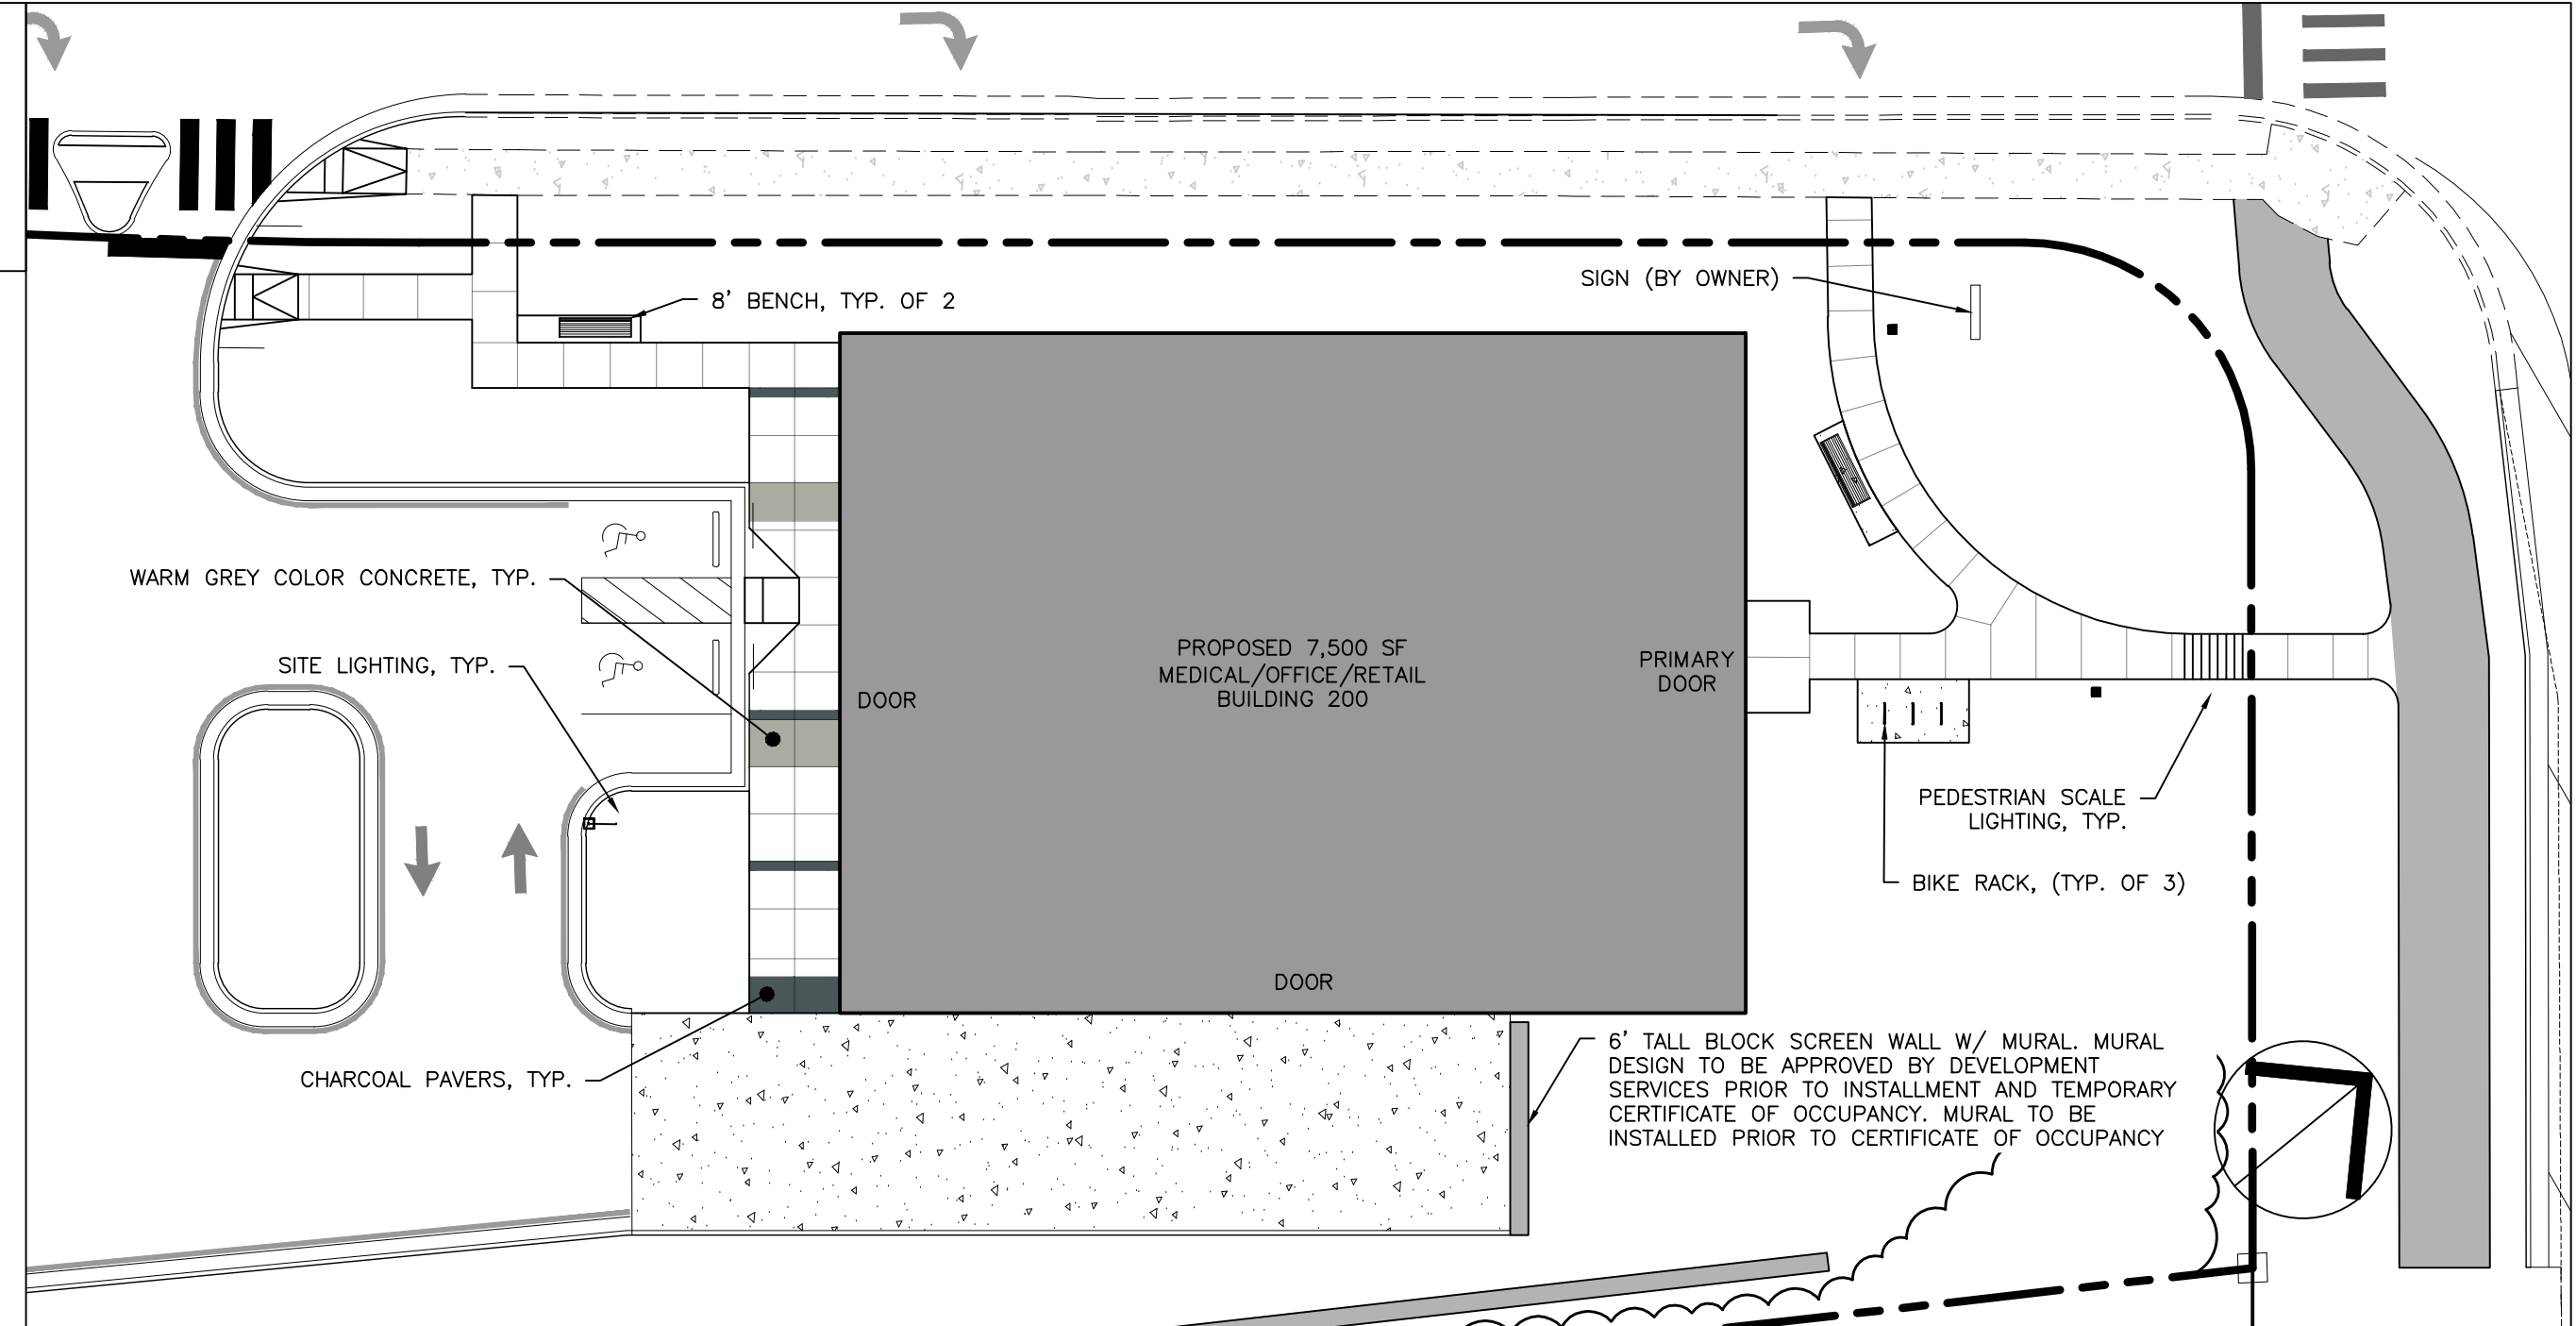 SIGN (BY OWNER)
8' BENCH, TYP. OF 2
WARM GREY COLOR CONCRETE, TYP.
SITE LIGHTING, TYP.
PROPOSED 7,500 SF
MEDICAL/OFFICE/RETAIL
BUILDING 200
PRIMARY
DOOR
DOOR
PEDESTRIAN SCALE
LIGHTING, TYP.
BIKE RACK, (TYP. OF 3)
DOOR
CHARCOAL PAVERS, TYP.
6' TALL BLOCK SCREEN WALL W/ MURAL. MURAL
DESIGN TO BE APPROVED BY DEVELOPMENT
SERVICES PRIOR TO INSTALLMENT AND TEMPORARY
CERTIFICATE OF OCCUPANCY. MURAL TO BE
INSTALLED PRIOR TO CERTIFICATE OF OCCUPANCY